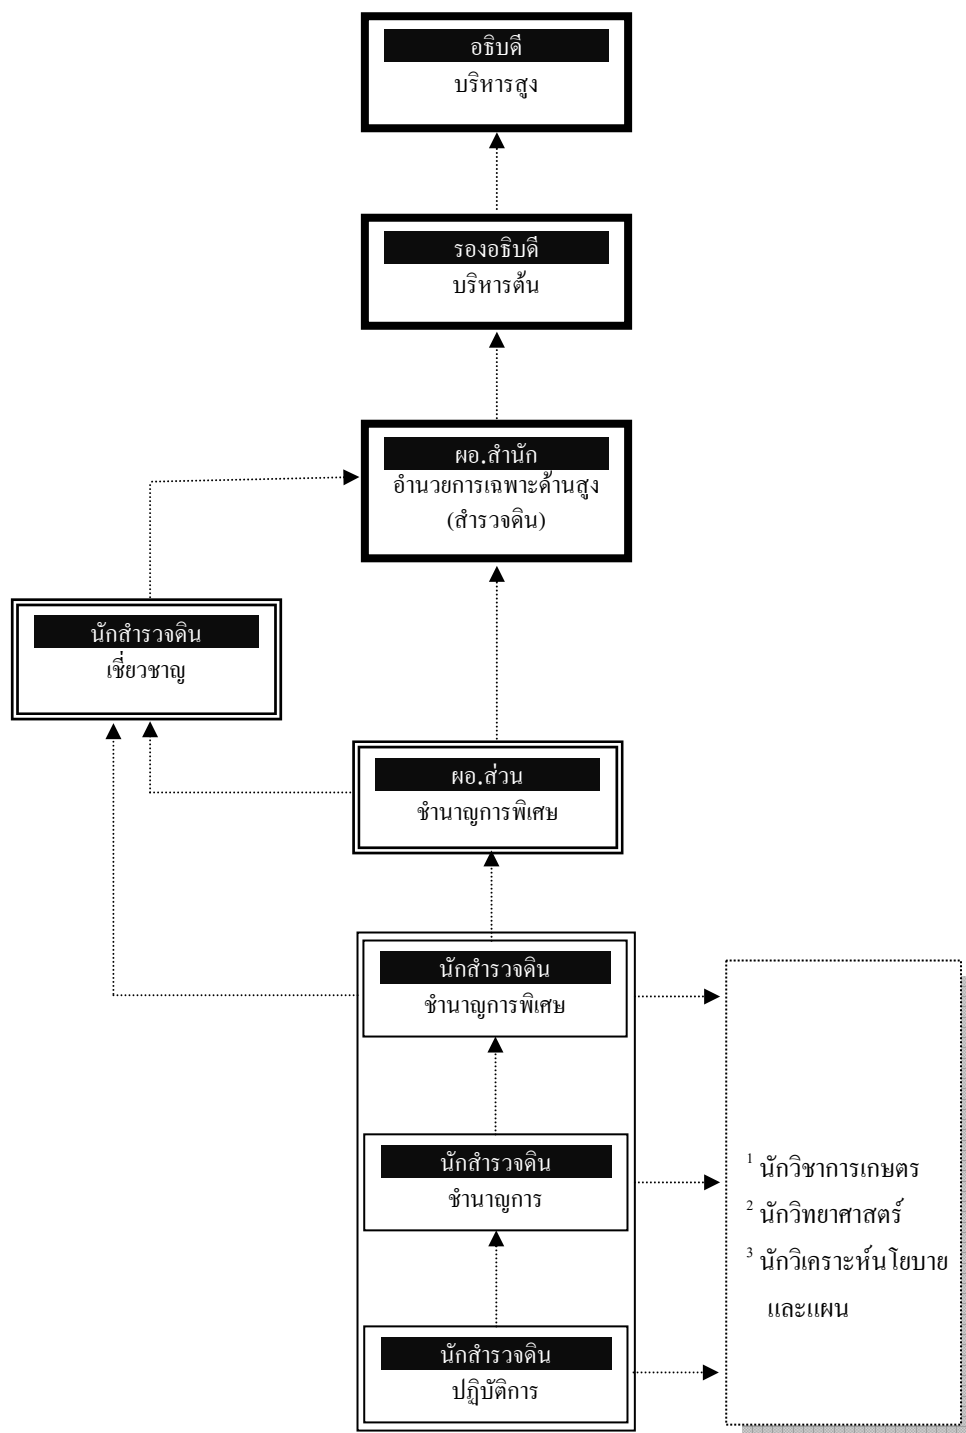 อธิบดี
บริหารสูง
รองอธิบดี
บริหารต้น
ผอ.สำนัก
อำนวยการเฉพาะด้านสูง
(สำรวจดิน)
นักสำรวจดิน
เชี่ยวชาญ
ผอ.ส่วน
ชำนาญการพิเศษ
นักสำรวจดิน
ชำนาญการพิเศษ
นักสำรวจดิน
ชำนาญการ
นักสำรวจดิน
ปฏิบัติการ
1 นักวิชาการเกษตร
2 นักวิทยาศาสตร์
3 นักวิเคราะห์นโยบาย
และแผน